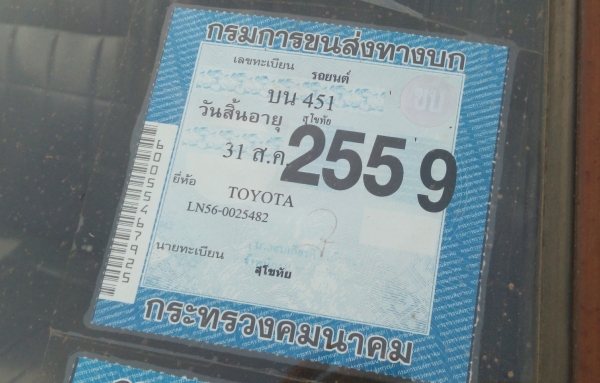 กรมการขนส่งทางบก
เลขทะเบียน รถยนต์
บน 451
วันสิ้นอายุ สุโขทัย
31 ส.ค. 2559
ยี่ห้อ TOYOTA
LN56-0025482
นายทะเบียน สุโขทัย
กระทรวงคมนาคม